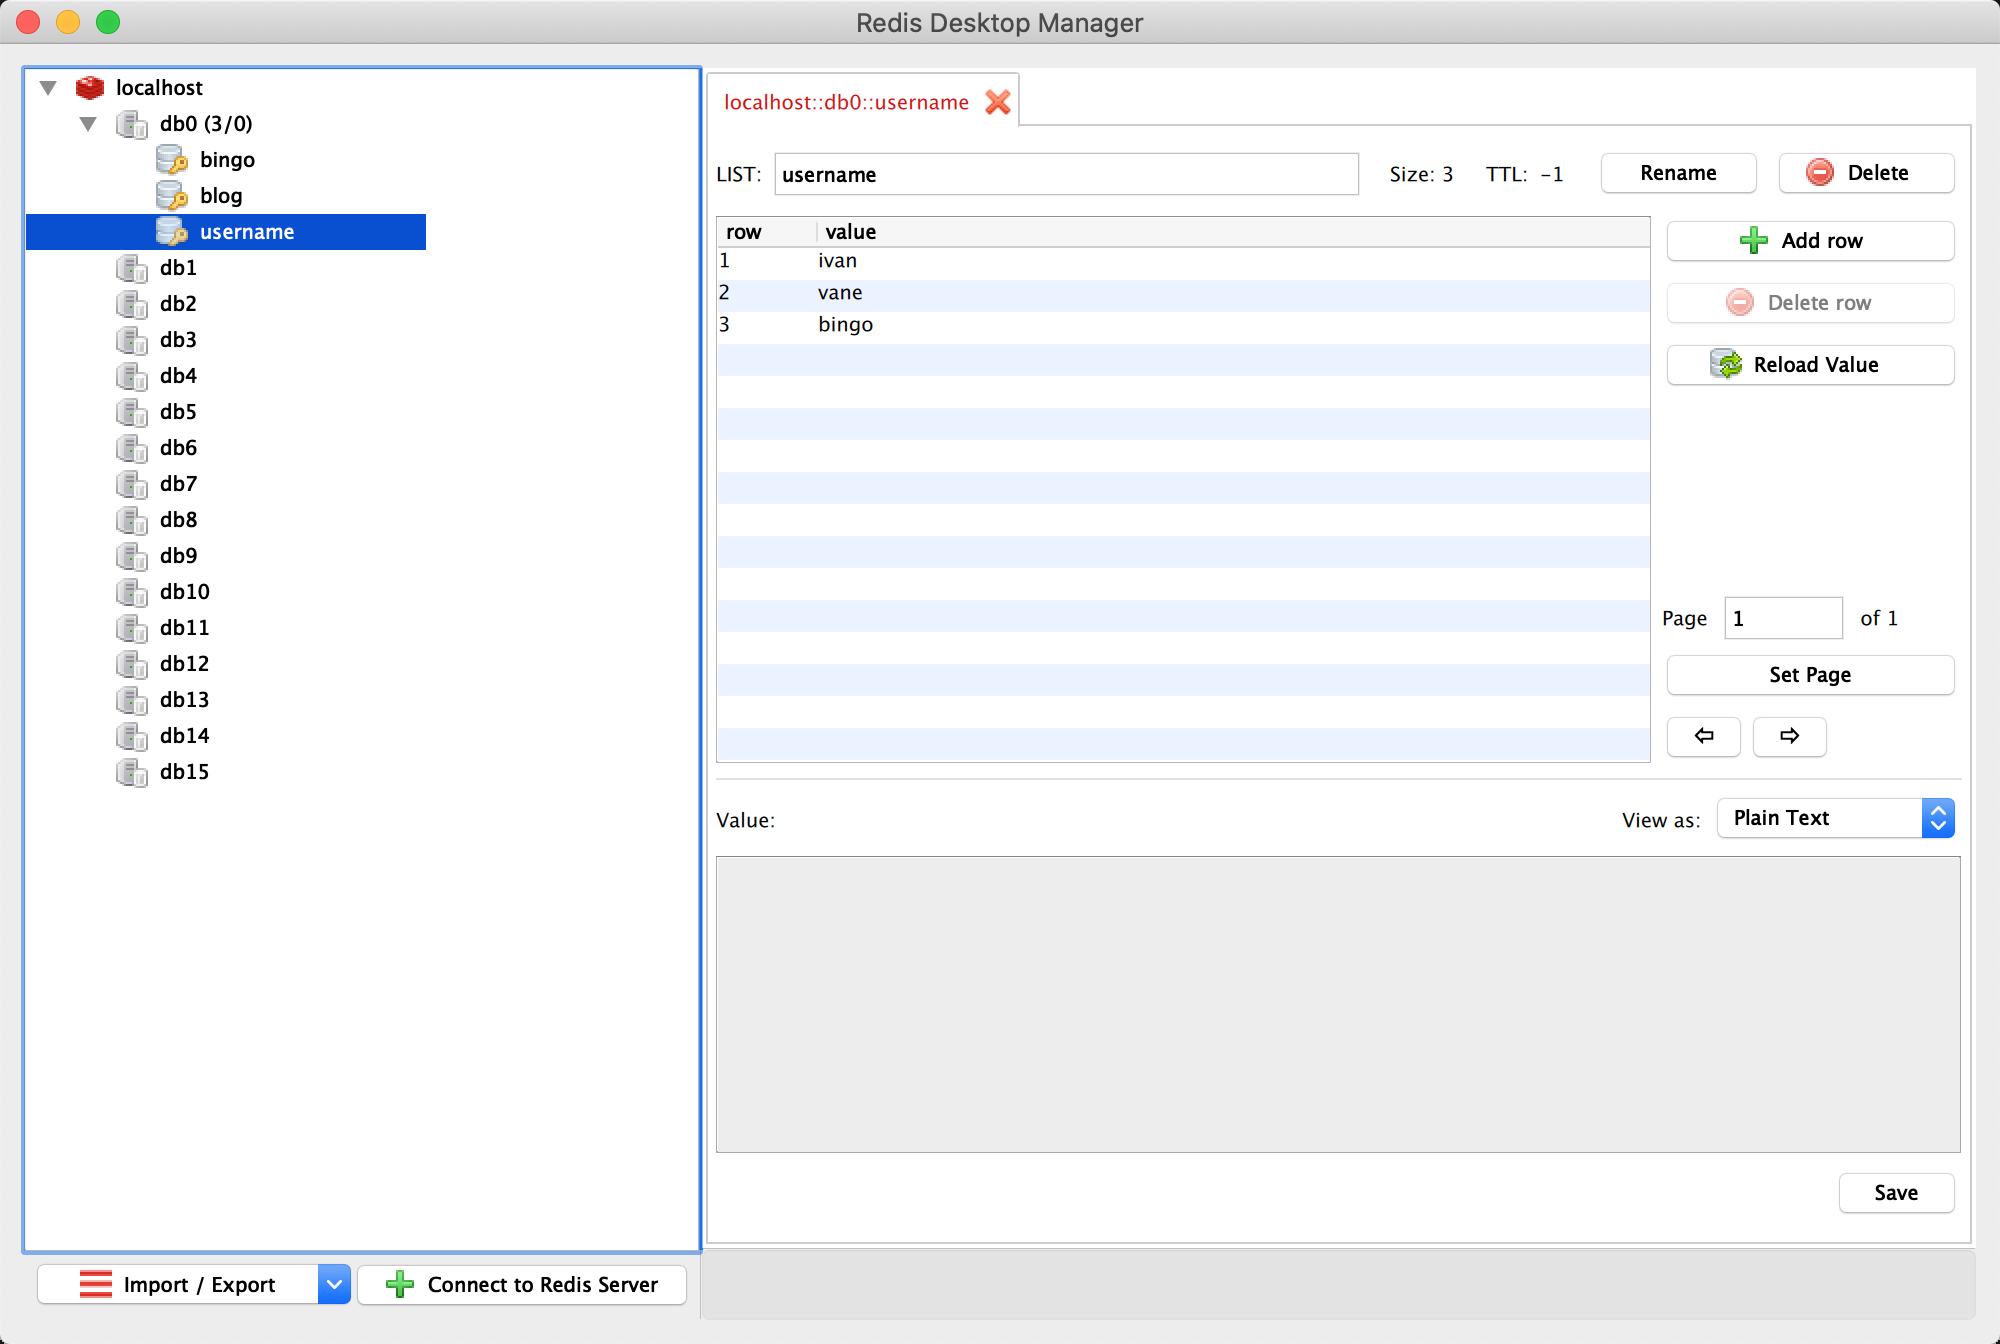 Redis Desktop Manager
localhost
db0 (3/0)
bingo
blog
username
db1
db2
db3
db4
db5
db6
db7
db8
db9
db10
db11
db12
db13
db14
db15
Import / Export
Connect to Redis Server
localhost::db0::username
LIST: username Size: 3 TTL: -1 Rename Delete
row value
1 ivan
2 vane
3 bingo
Add row
Delete row
Reload Value
Page 1 of 1
Set Page
Value: View as: Plain Text
Save